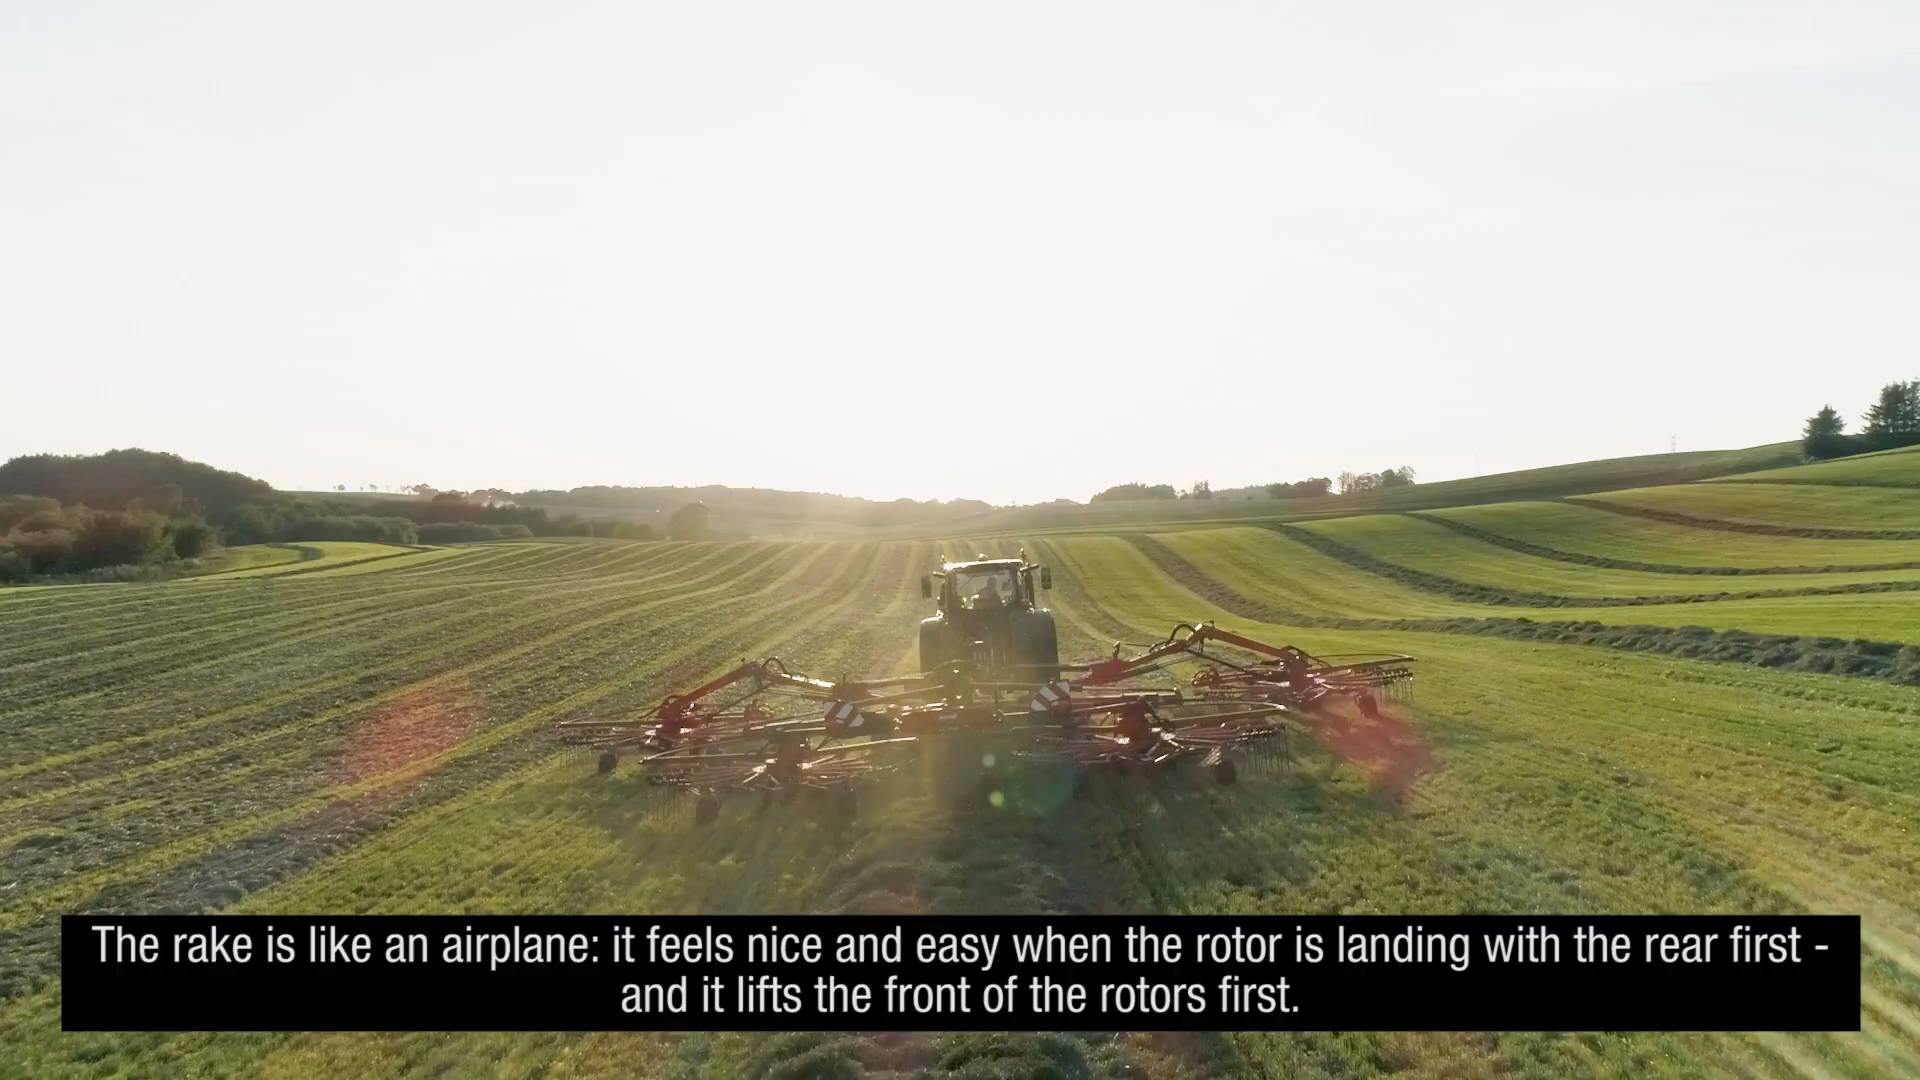 The rake is like an airplane: it feels nice and easy when the rotor is landing with the rear first -
and it lifts the front of the rotors first.